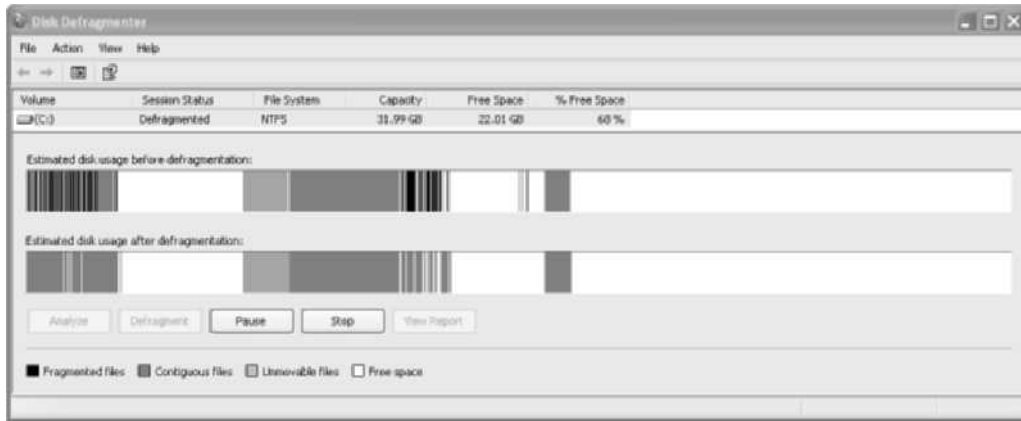 Disk Defragmenter
File Action View Help
Volume Session Status File System Capacity Free Space % Free Space
(C:) Defragmented NTFS 31.99 GB 22.01 GB 68 %
Estimated disk usage before defragmentation:
Estimated disk usage after defragmentation:
Analyze Defragment Pause Stop View Report
Fragmented files Contiguous files Unmovable files Free space